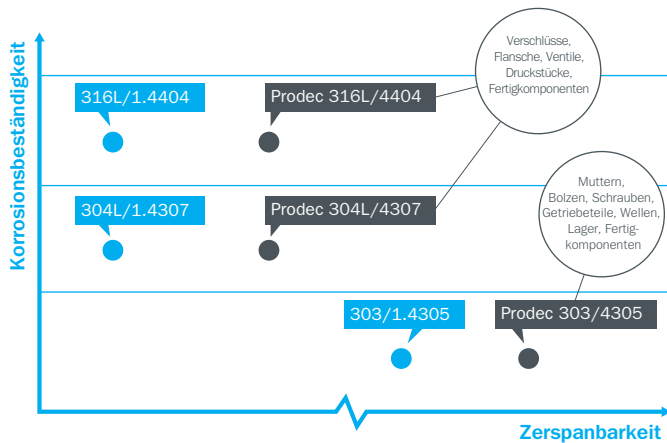 Korrosionsbeständigkeit
Verschlüsse,
Flansche, Ventile,
Druckstücke,
Fertigkomponenten
316L/1.4404
Prodec 316L/4404
Muttern,
Bolzen, Schrauben,
Getriebeteile, Wellen,
Lager, Fertig-
komponenten
304L/1.4307
Prodec 304L/4307
303/1.4305
Prodec 303/4305
Zerspanbarkeit